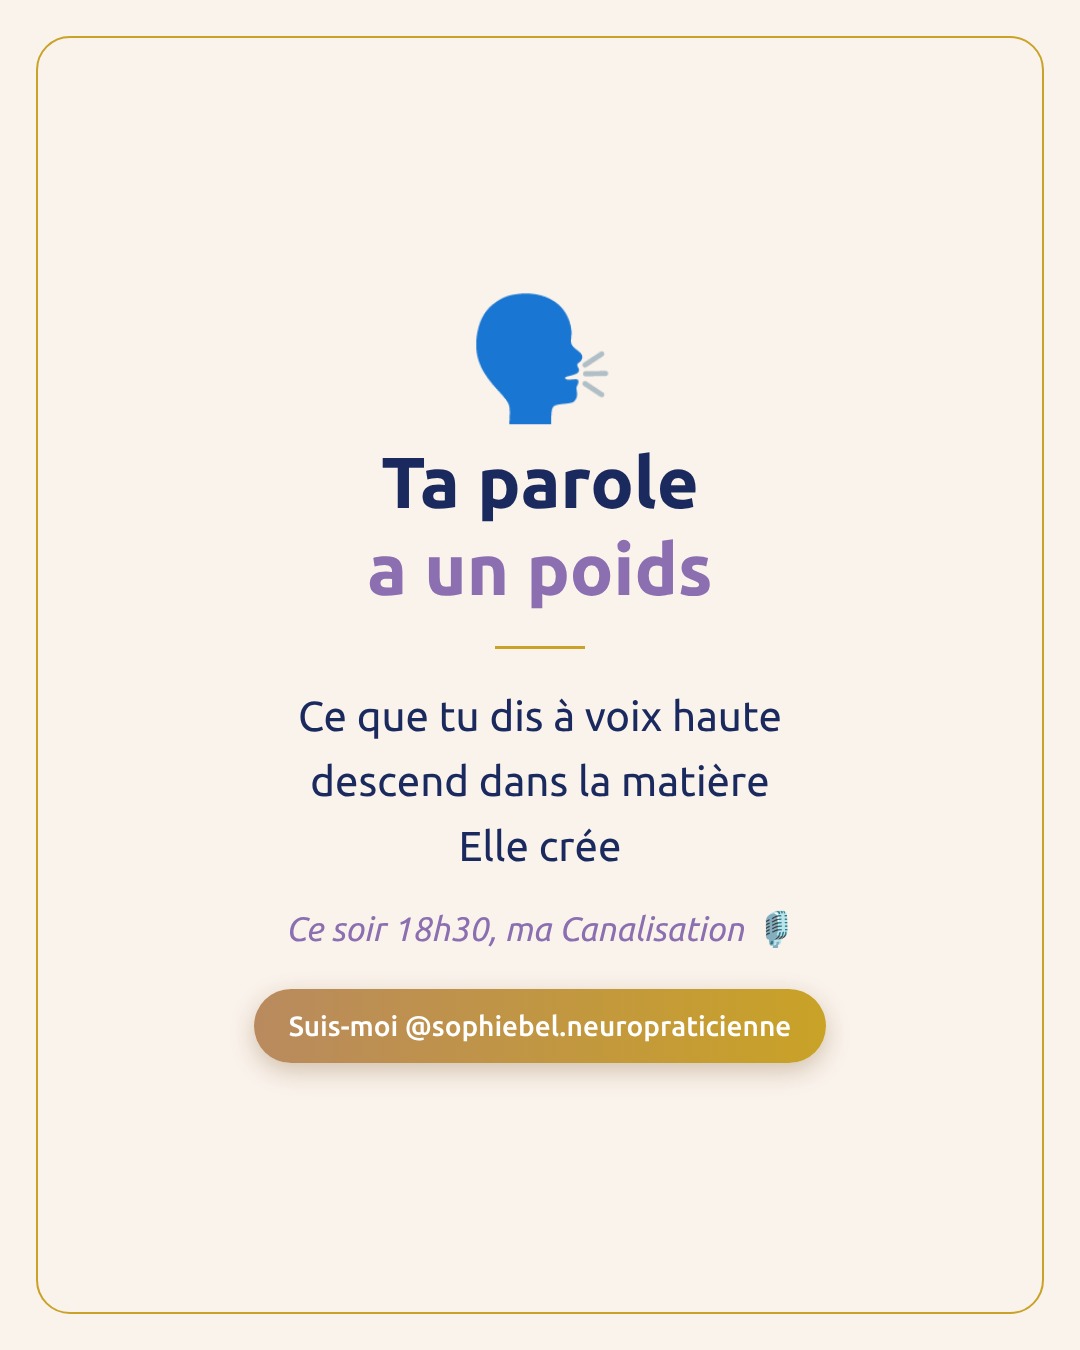 Ta parole
a un poids
Ce que tu dis à voix haute
descend dans la matière
Elle crée
Ce soir 18h30, ma Canalisation 🎙️
Suis-moi @sophiebel.neuropraticienne